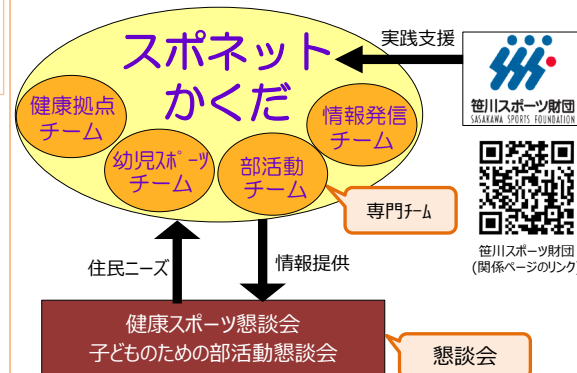 スポネット
かくだ
健康拠点
チーム
幼児スポーツ
チーム
部活動
チーム
情報発信
チーム
実践支援
笹川スポーツ財団
SASAKAWA SPORTS FOUNDATION
専門チーム
笹川スポーツ財団
(関係ページのリンク)
住民ニーズ
情報提供
健康スポーツ懇談会
子どものための部活動懇談会
懇談会